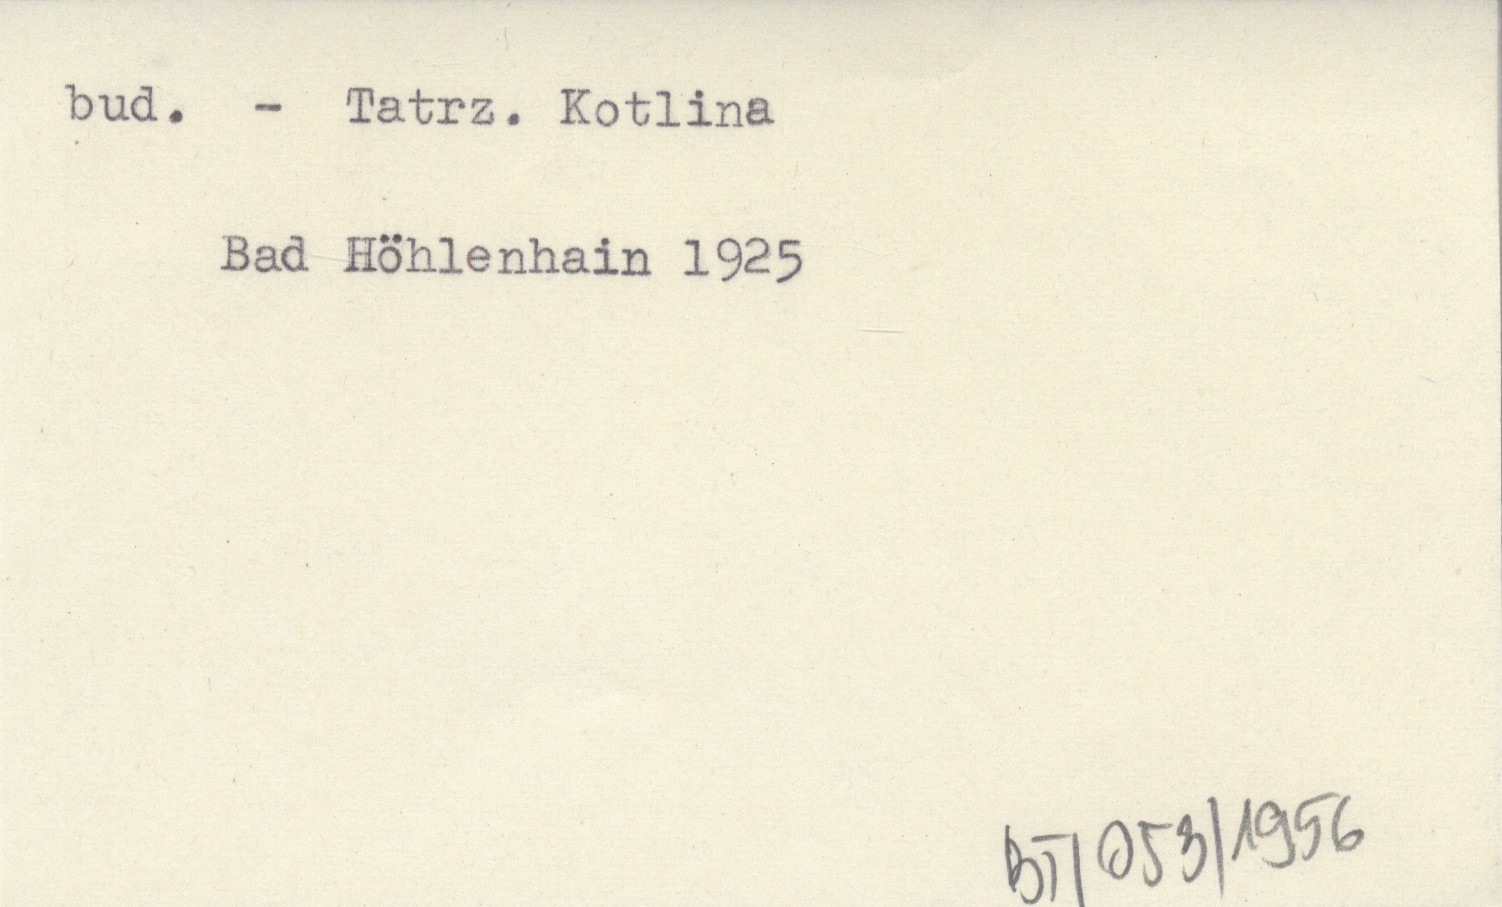 bud. - Tatrz. Kotlina
Bad Höhlenhain 1925
BT/053/1956